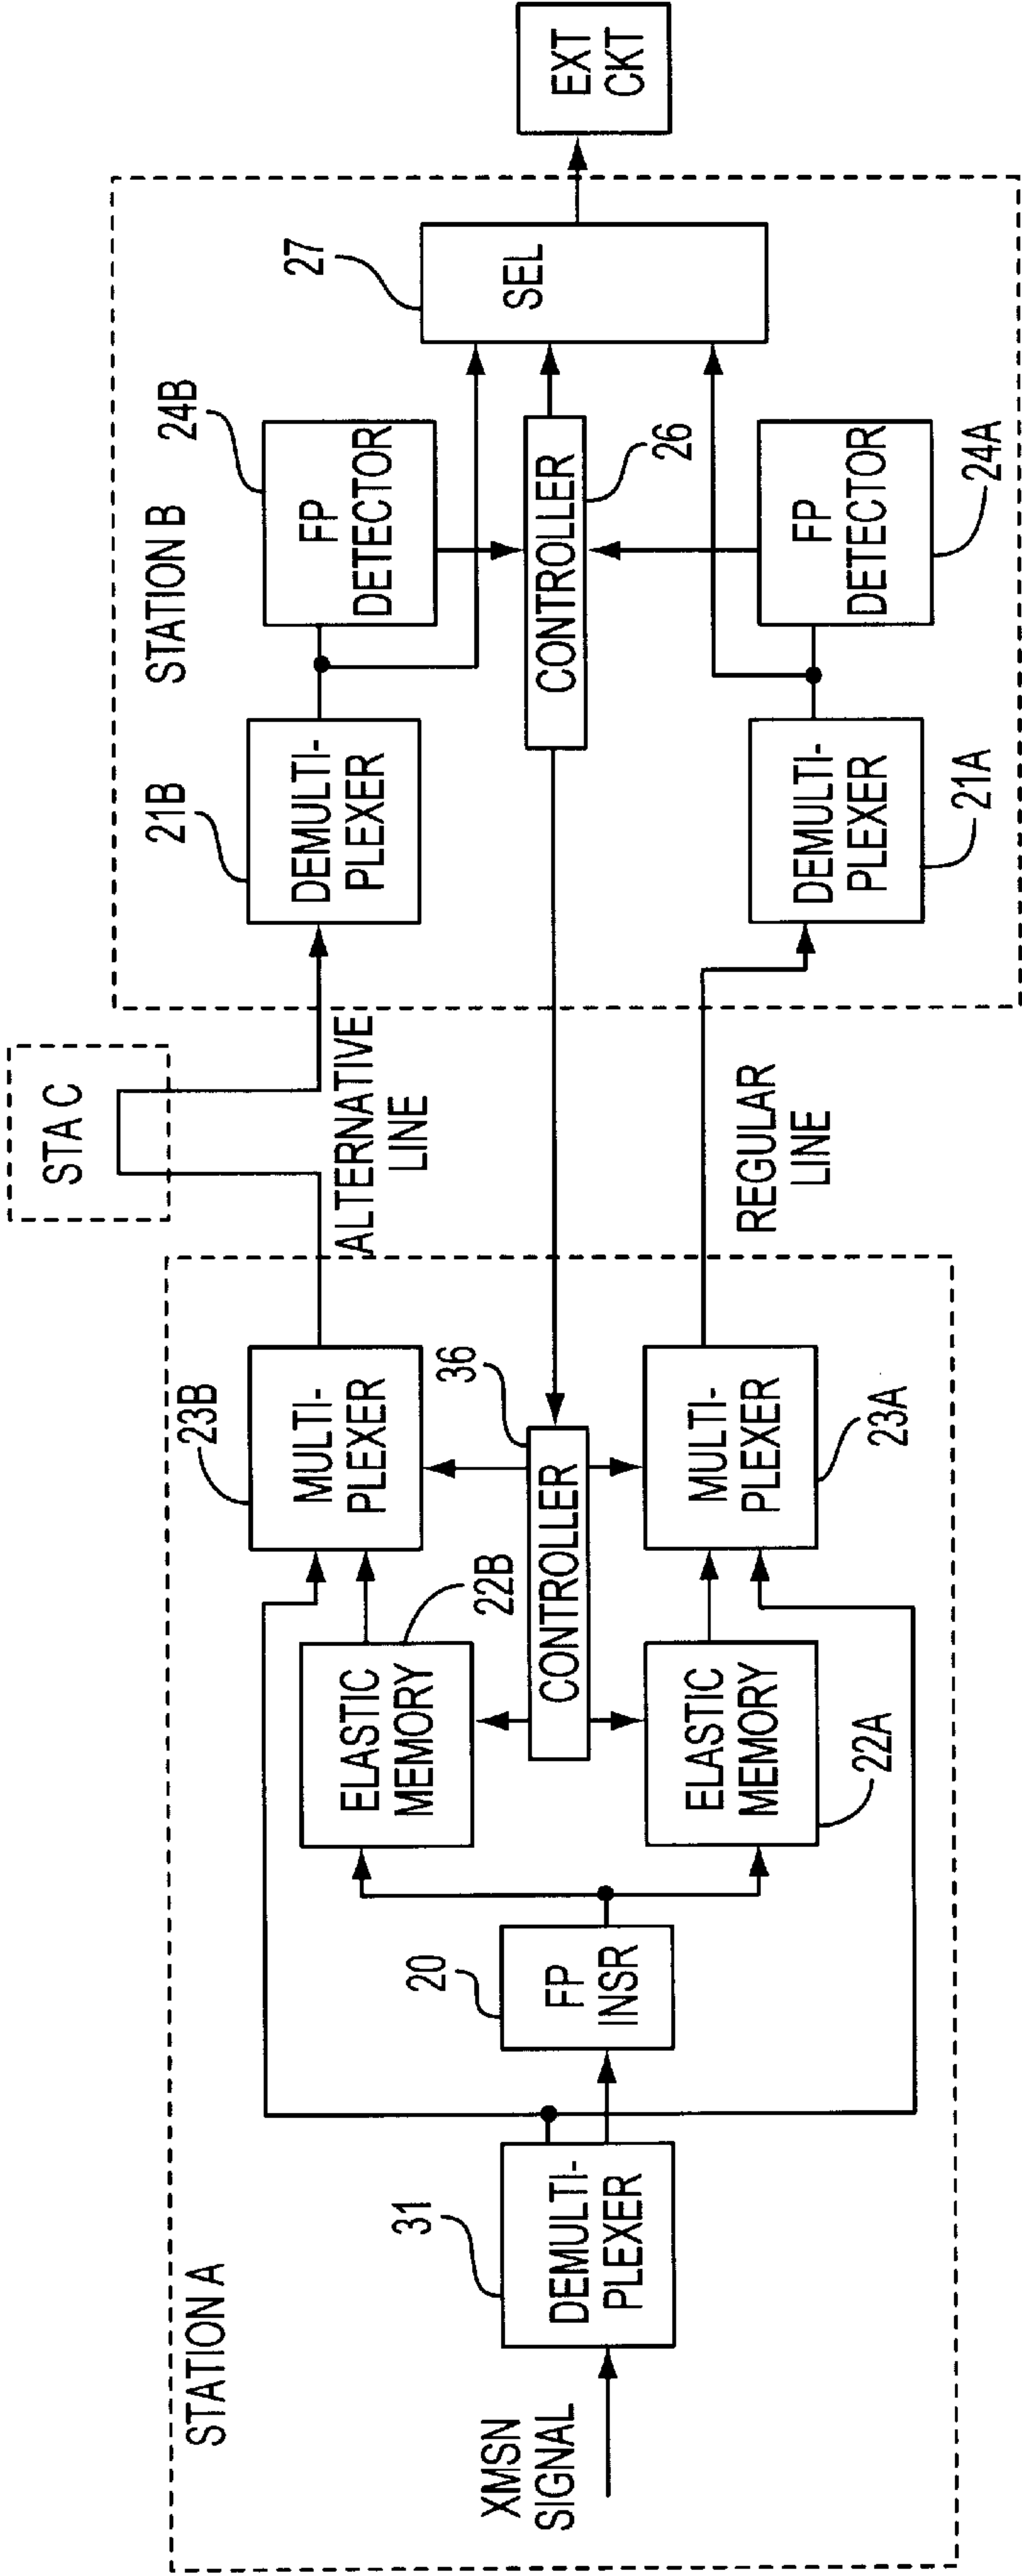 STATION A
XMSN
SIGNAL
31
DEMULTI-
PLEXER
20
FP
INSR
22B
ELASTIC
MEMORY
22A
ELASTIC
MEMORY
36
CONTROLLER
23B
MULTI-
PLEXER
23A
MULTI-
PLEXER
STA C
ALTERNATIVE
LINE
REGULAR
LINE
STATION B
21B
DEMULTI-
PLEXER
21A
DEMULTI-
PLEXER
24B
FP
DETECTOR
CONTROLLER
26
24A
FP
DETECTOR
27
SEL
EXT
CKT